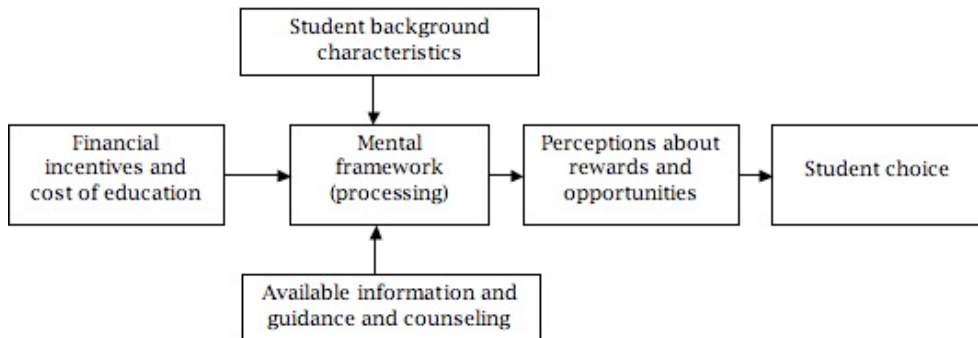 Student background
characteristics
Financial
incentives and
cost of education
Mental
framework
(processing)
Perceptions about
rewards and
opportunities
Student choice
Available information and
guidance and counseling